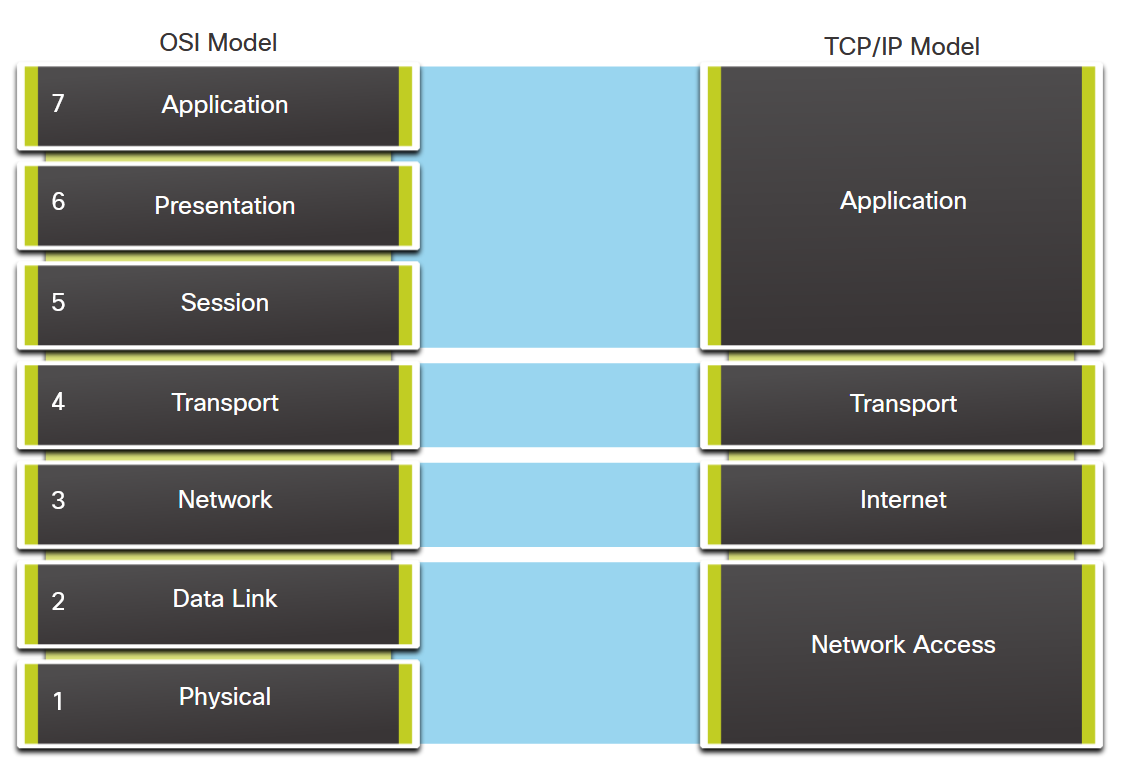 OSI Model
7 Application
6 Presentation
5 Session
4 Transport
3 Network
2 Data Link
1 Physical
TCP/IP Model
Application
Transport
Internet
Network Access